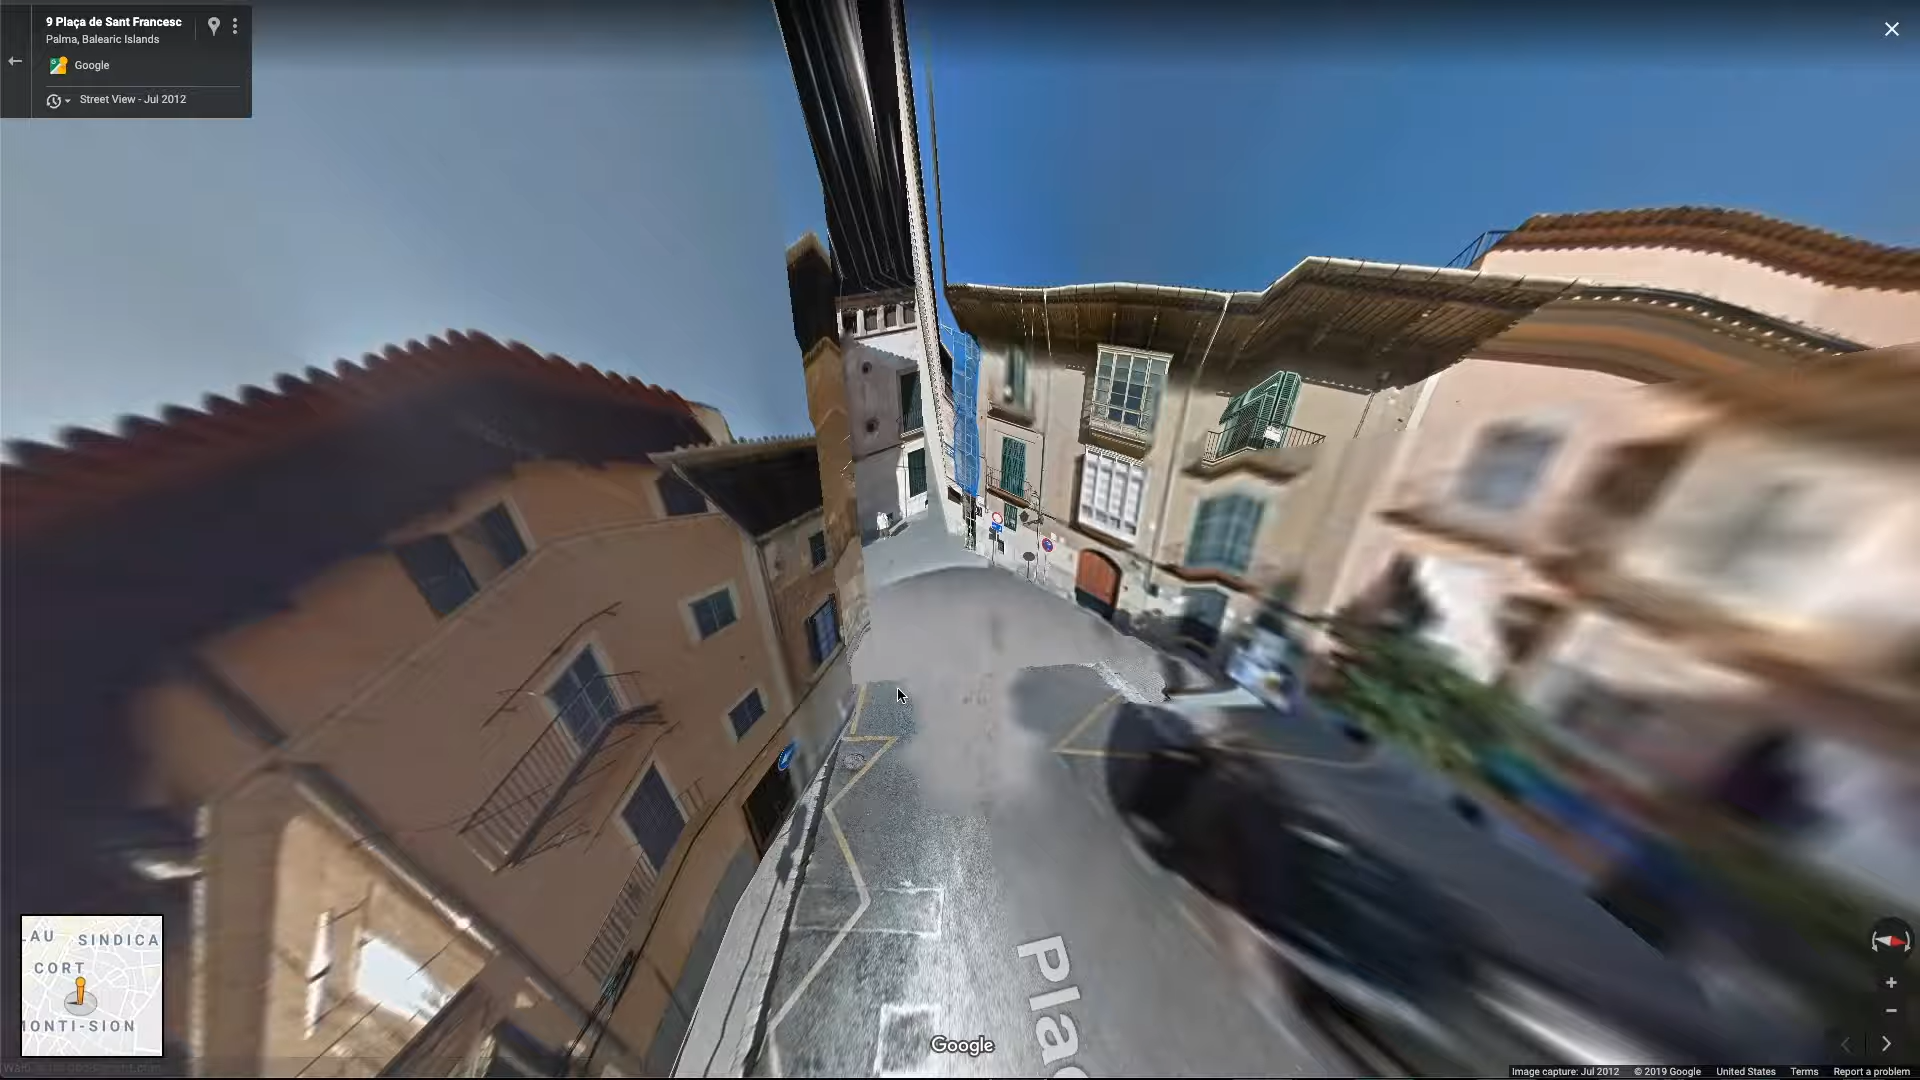 9 Plaça de Sant Francesc
Palma, Balearic Islands
Google
Street View - Jul 2012
AU SINDICA
CORT
MONTI-SION
Plac
Google
Image capture: Jul 2012 © 2019 Google United States Terms Report a problem